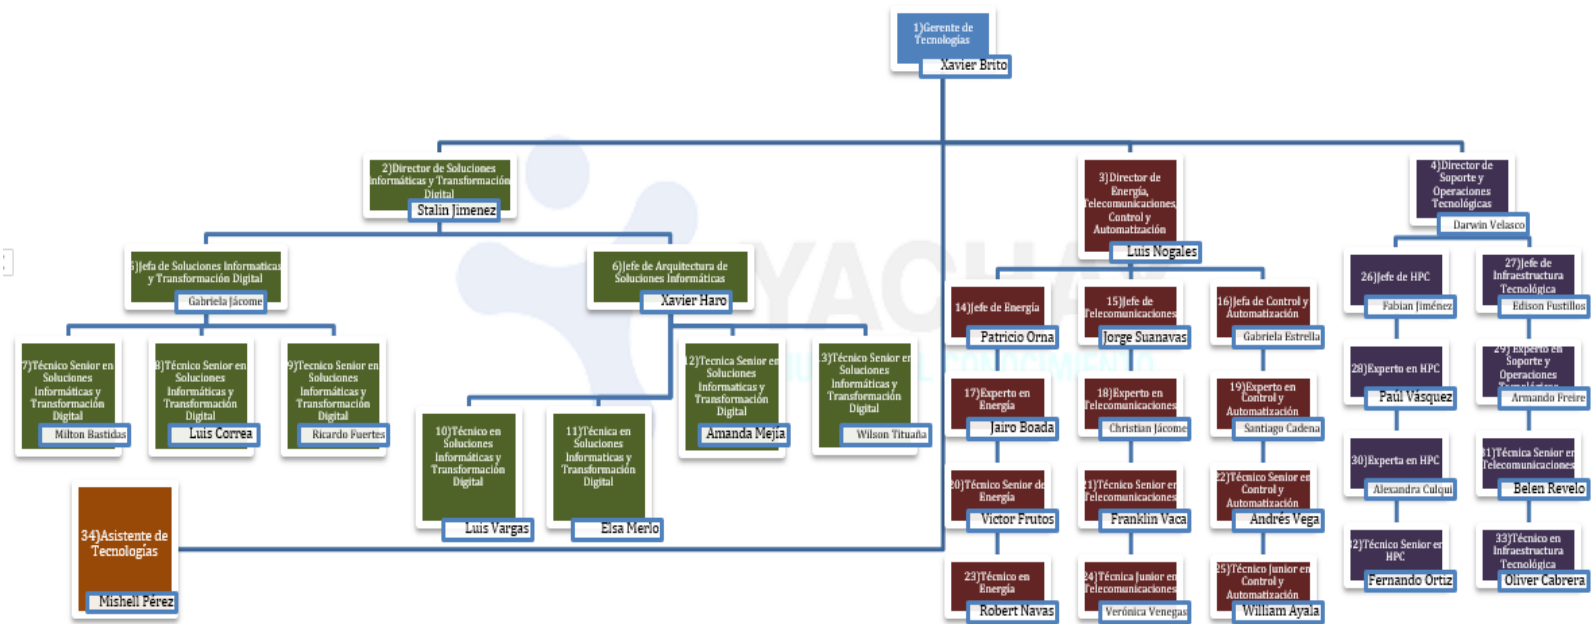 1)Gerente de
Tecnologías
Xavier Brito
2)Director de Soluciones
Informáticas y Transformación
Digital
Stalin Jimenez
3)Director de
Energía,
Telecomunicaciones,
Control y
Automatización
Luis Nogales
4)Director de
Soporte y
Operaciones
Tecnológicas
Darwin Velasco
5)Jefa de Soluciones Informaticas
y Transformación Digital
Gabriela Jácome
6)Jefe de Arquitectura de
Soluciones Informáticas
Xavier Haro
7)Técnico Senior en
Soluciones
Informáticas y
Transformación
Digital
Milton Bastidas
8)Técnico Senior en
Soluciones
Informáticas y
Transformación
Digital
Luis Correa
9)Tecnico Senior en
Soluciones
Informáticas y
Transformación
Digital
Ricardo Fuertes
10)Técnico en
Soluciones
Informáticas y
Transformación
Digital
Luis Vargas
11)Técnica en
Soluciones
Informaticas y
Transformación
Digital
Elsa Merlo
12)Tecnica Senior en
Soluciones
Informaticas y
Transformación
Digital
Amanda Mejía
13)Técnico Senior en
Soluciones
Informáticas y
Transformación
Digital
Wilson Tituaña
14)Jefe de Energía
Patricio Orna
15)Jefe de
Telecomunicaciones
Jorge Suanavas
16)Jefa de Control y
Automatización
Gabriela Estrella
17)Experto en
Energía
Jairo Boada
18)Experto en
Telecomunicaciones
Christian Jácome
19)Experto en
Control y
Automatización
Santiago Cadena
20)Técnico Senior de
Energía
Victor Frutos
21)Técnico Senior en
Telecomunicaciones
Franklin Vaca
22)Técnico Senior en
Control y
Automatización
Andrés Vega
23)Técnico en
Energía
Robert Navas
24)Técnica Junior en
Telecomunicaciones
Verónica Venegas
25)Técnico Junior en
Control y
Automatización
William Ayala
26)Jefe de HPC
Fabian Jiménez
27)Jefe de
Infraestructura
Tecnológica
Edison Fustillos
28)Experto en HPC
Paúl Vásquez
29) Experto en
Soporte y
Operaciones
Tecnológicas
Armando Freire
30)Experta en HPC
Alexandra Culqui
31)Técnica Senior en
Telecomunicaciones
Belen Revelo
32)Técnico Senior en
HPC
Fernando Ortiz
33)Técnico en
Infraestructura
Tecnológica
Oliver Cabrera
34)Asistente de
Tecnologías
Mishell Pérez
YACHAY
CONOCIMIENTO